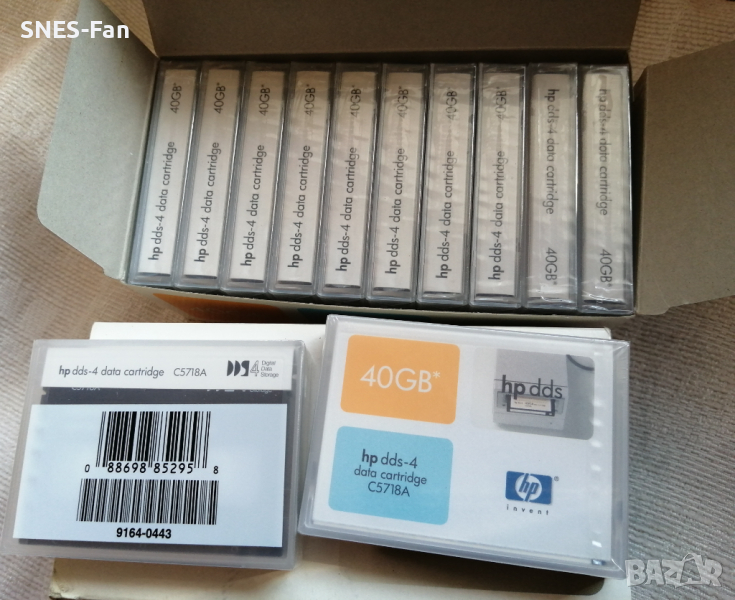 SNES-Fan
hp dds-4 data cartridge 40GB*
hp dds-4 data cartridge 40GB*
hp dds-4 data cartridge 40GB*
hp dds-4 data cartridge 40GB*
hp dds-4 data cartridge 40GB*
hp dds-4 data cartridge 40GB*
hp dds-4 data cartridge 40GB*
hp dds-4 data cartridge 40GB*
hp dds-4 data cartridge 40GB*
hp dds-4 data cartridge 40GB*
hp dds-4 data cartridge C5718A
DDS4 Digital
Data
Storage
0 88698 85295 8
9164-0443
40GB*
hp dds
hp dds-4
data cartridge
C5718A
hp
®
invent
BAZAR